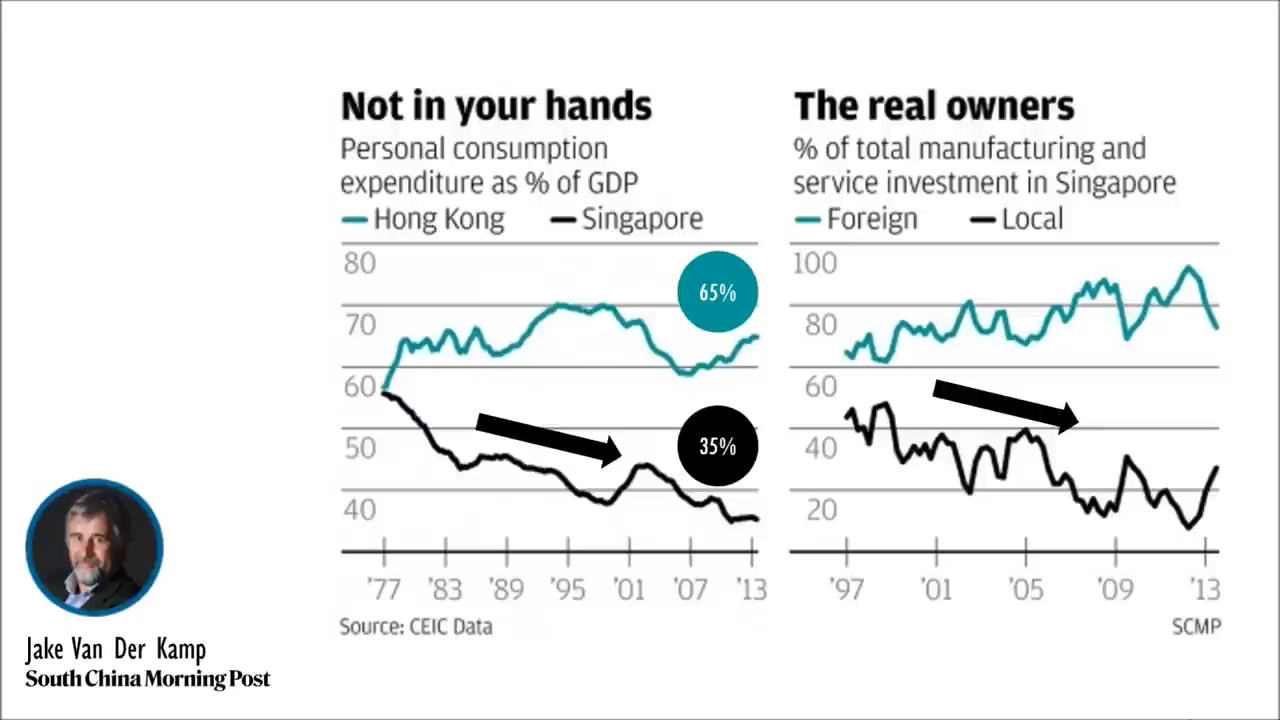 Not in your hands
Personal consumption
expenditure as % of GDP
Hong Kong
Singapore
80
70
60
50
40
65%
35%
'77
'83
'89
'95
'01
'07
'13
Source: CEIC Data
The real owners
% of total manufacturing and
service investment in Singapore
Foreign
Local
100
80
60
40
20
'97
'01
'05
'09
'13
SCMP
Jake Van Der Kamp
South China Morning Post